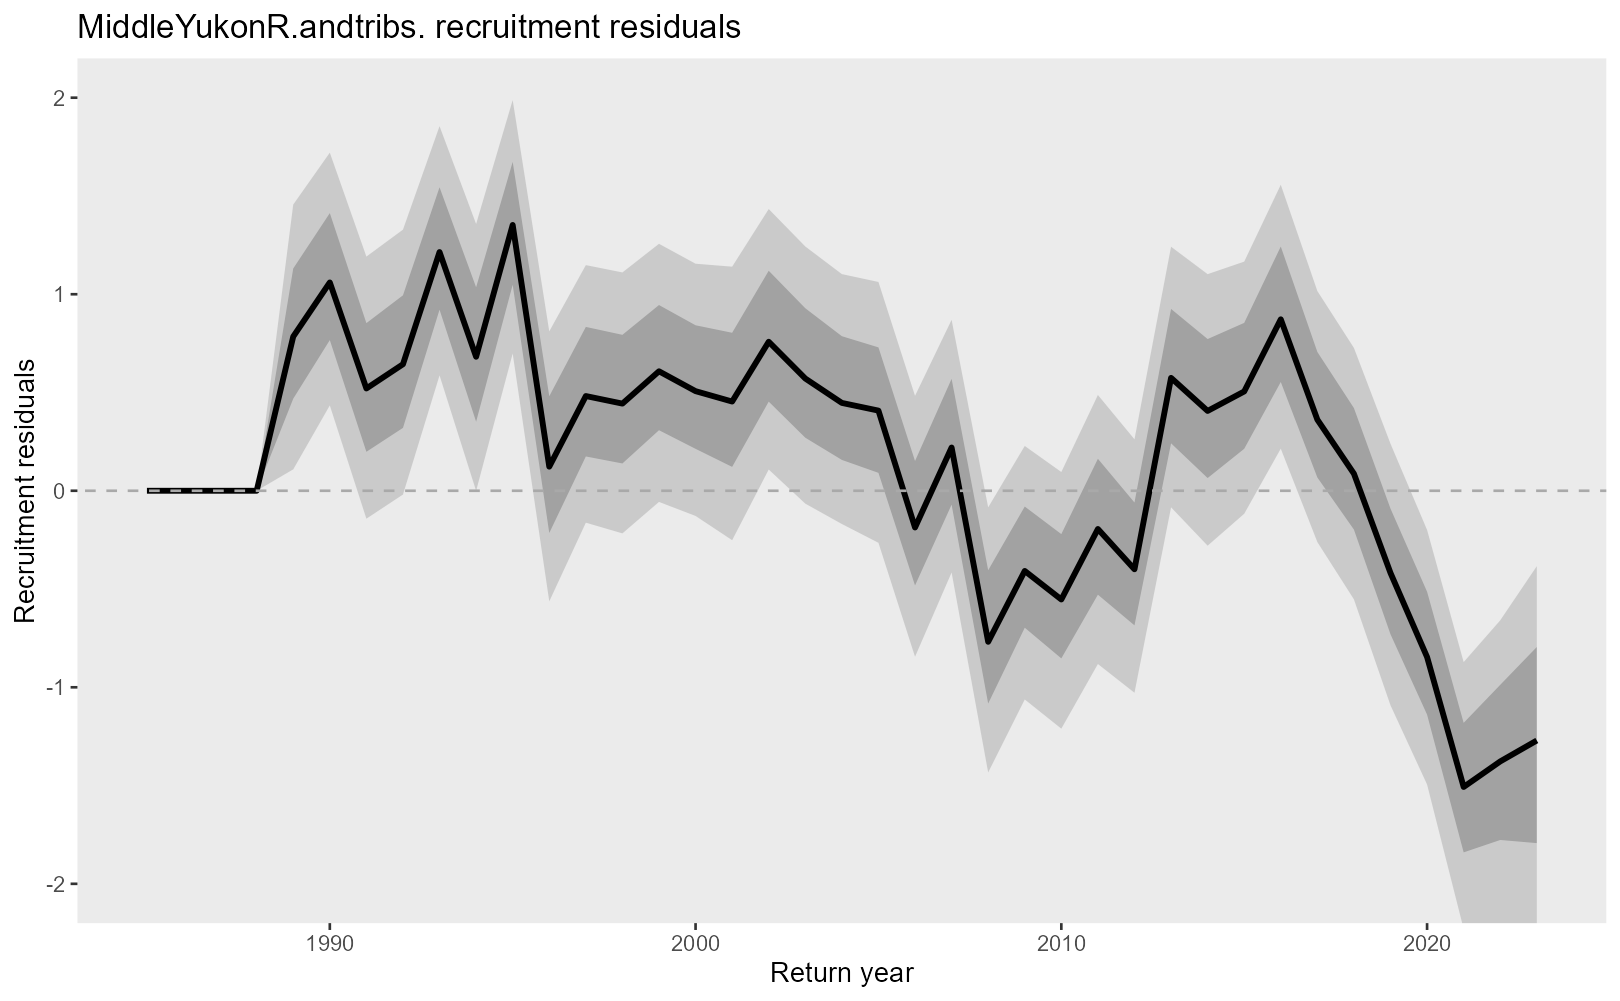 MiddleYukonR.andtribs. recruitment residuals
2
1
0
-1
-2
Recruitment residuals
1990 2000 2010 2020
Return year